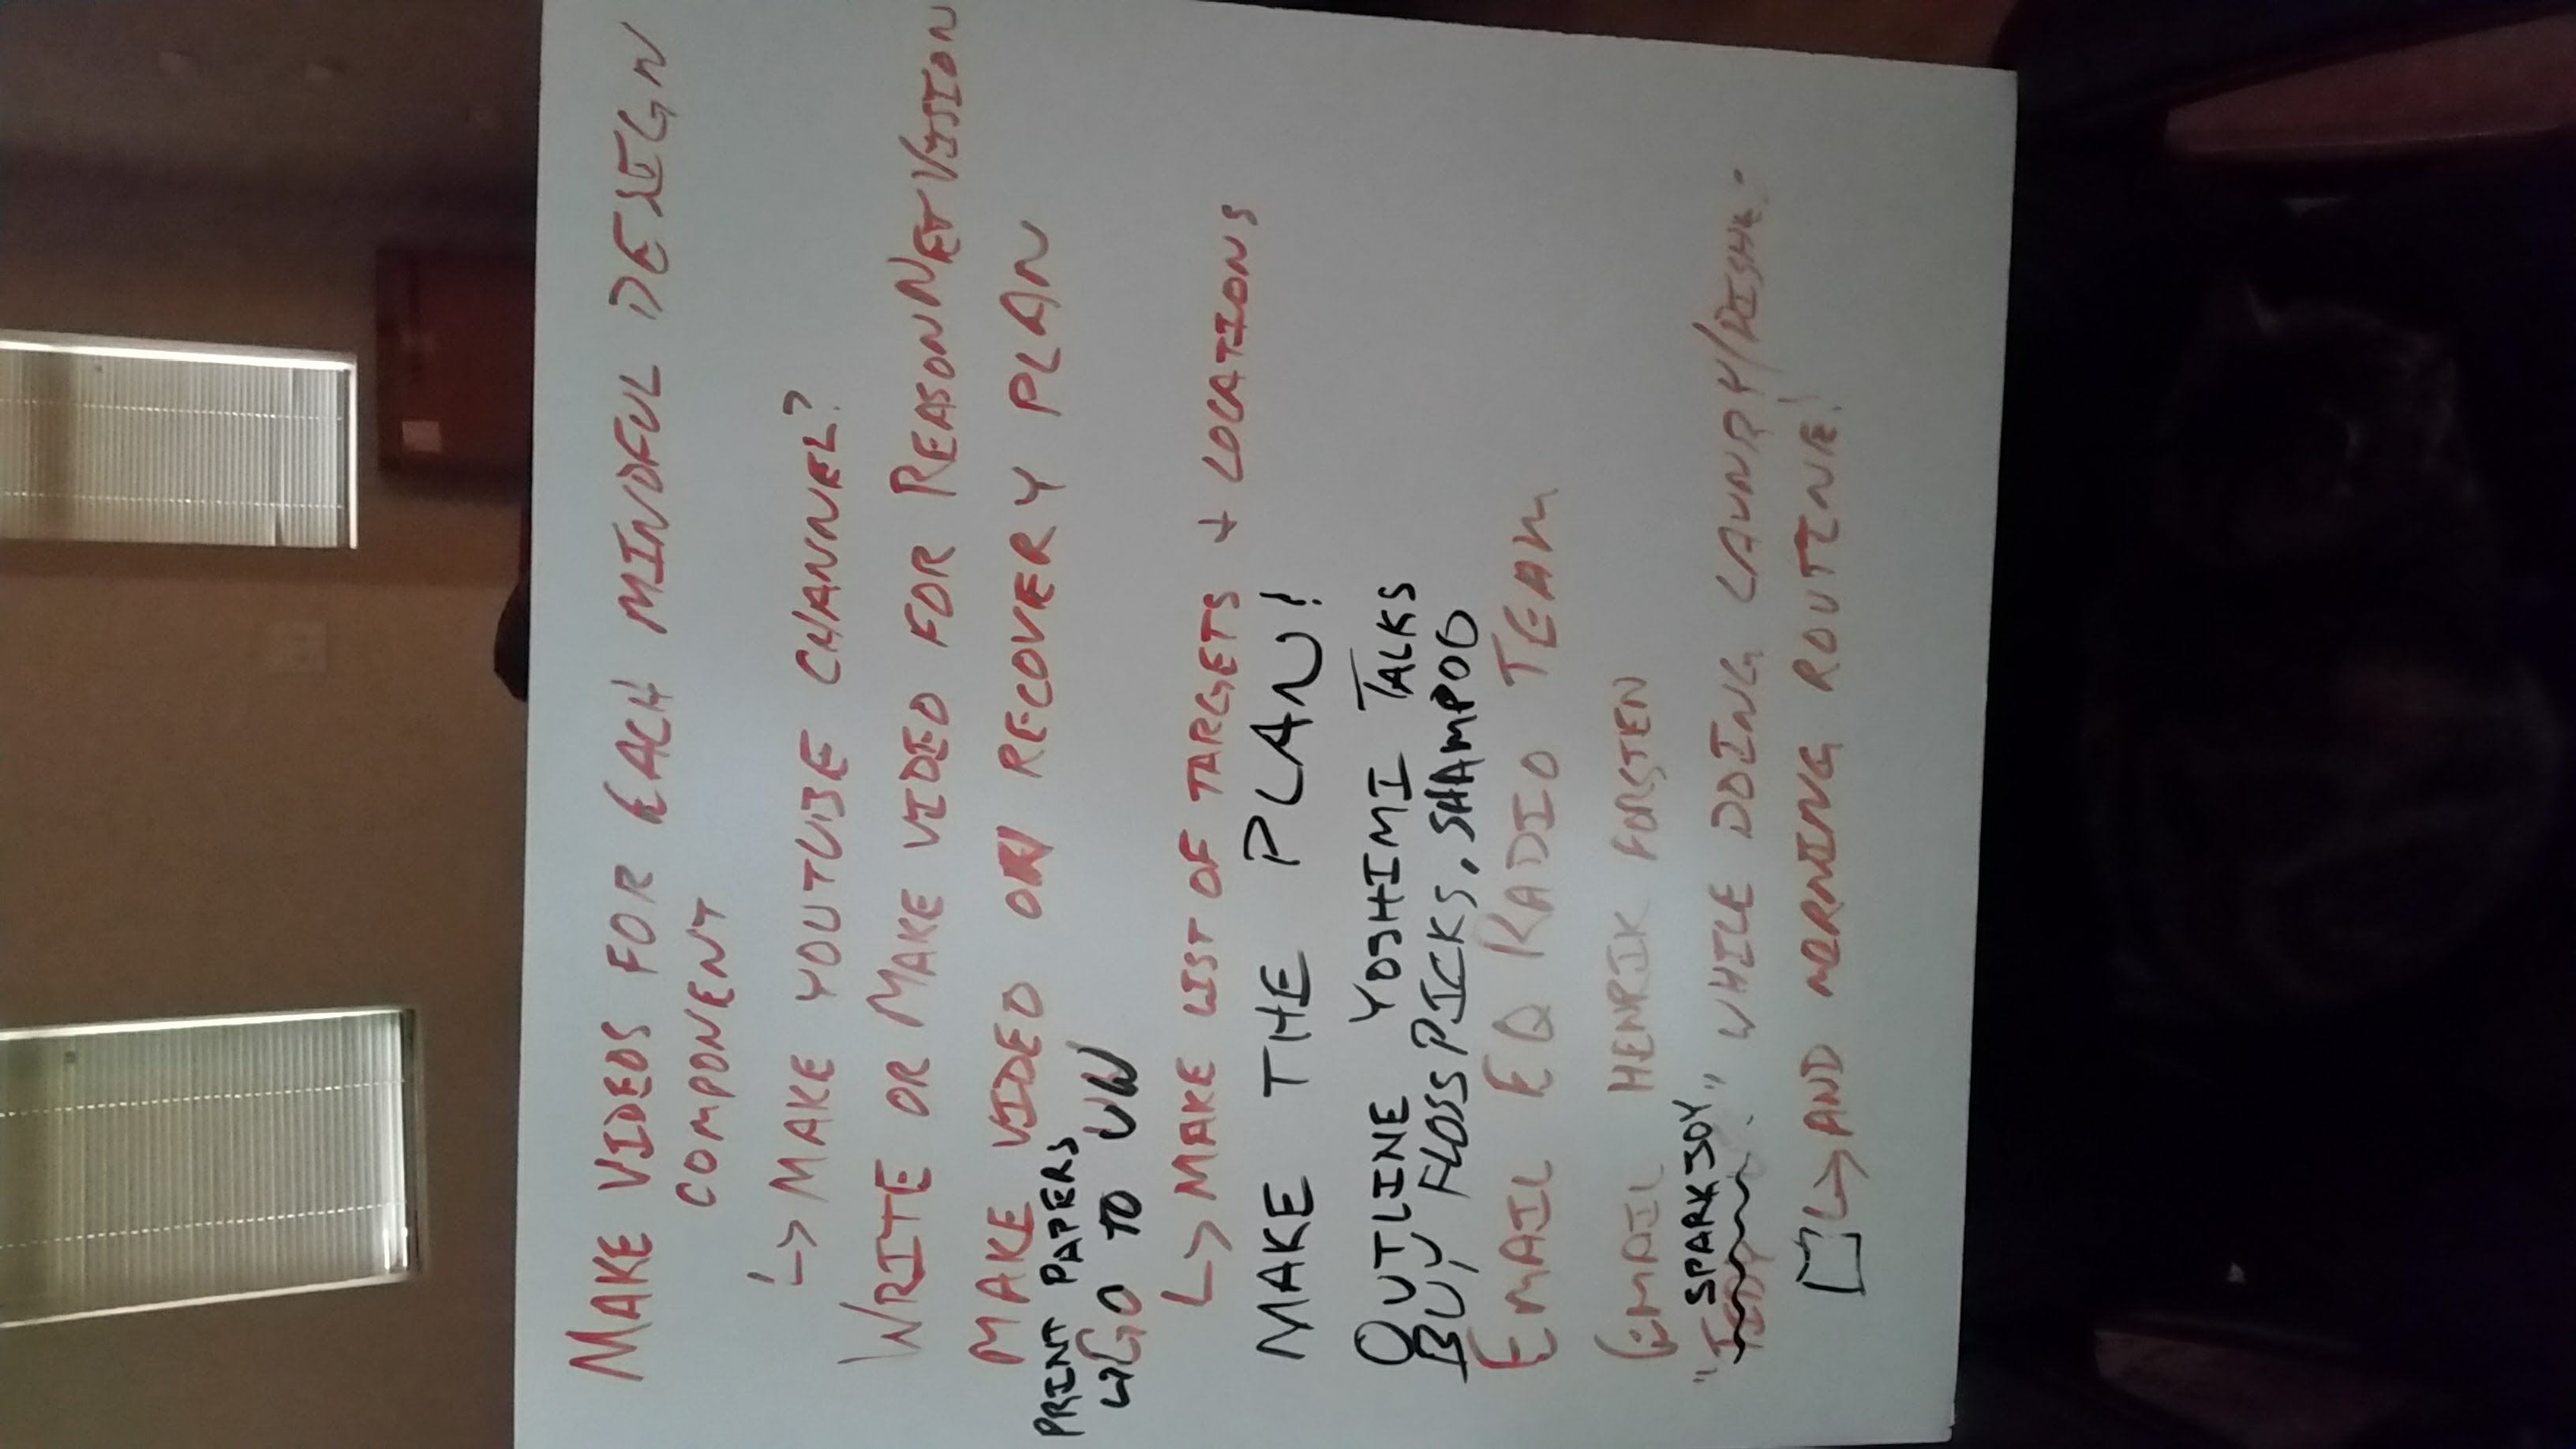 MAKE VIDEOS FOR EACH MINDFUL DESIGN
COMPONENT
↳ MAKE YOUTUBE CHANNEL?
WRITE OR MAKE VIDEO FOR REASONNET VISION
MAKE VIDEO ON RECOVERY PLAN
PRINT PAPERS
↳ GO TO UW
↳ MAKE LIST OF TARGETS + LOCATIONS
MAKE THE PLAN!
OUTLINE YOSHIMI TALKS
BUY FLOSS PICKS, SHAMPOO
EMAIL EQ RADIO TEAM
EMAIL HENRIK FORSTEN
"SPARK JOY"
TIDY WHILE DOING LAUNDRY/DISHES
↳ AND MORNING ROUTINE!